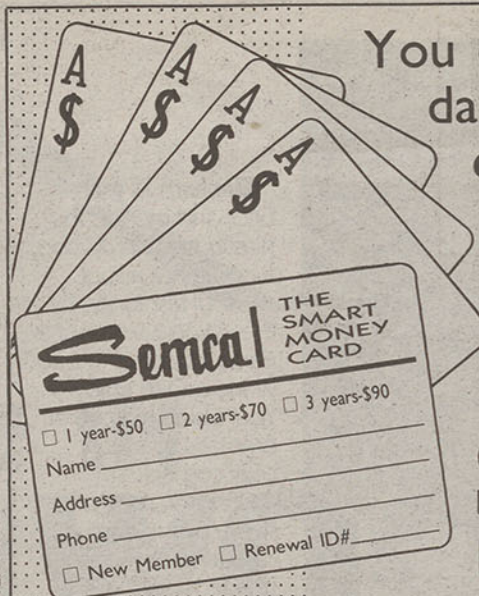 You
da
A
$
A
$
A
$
A
$
Semcal
THE
SMART
MONEY
CARD
☐ 1 year-$50 ☐ 2 years-$70 ☐ 3 years-$90
Name
Address
Phone
☐ New Member ☐ Renewal ID#